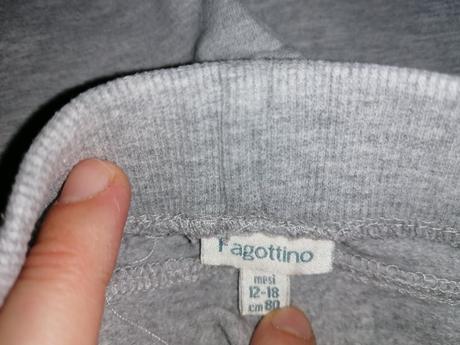 Fagottino
mesi
12-18
cm 80